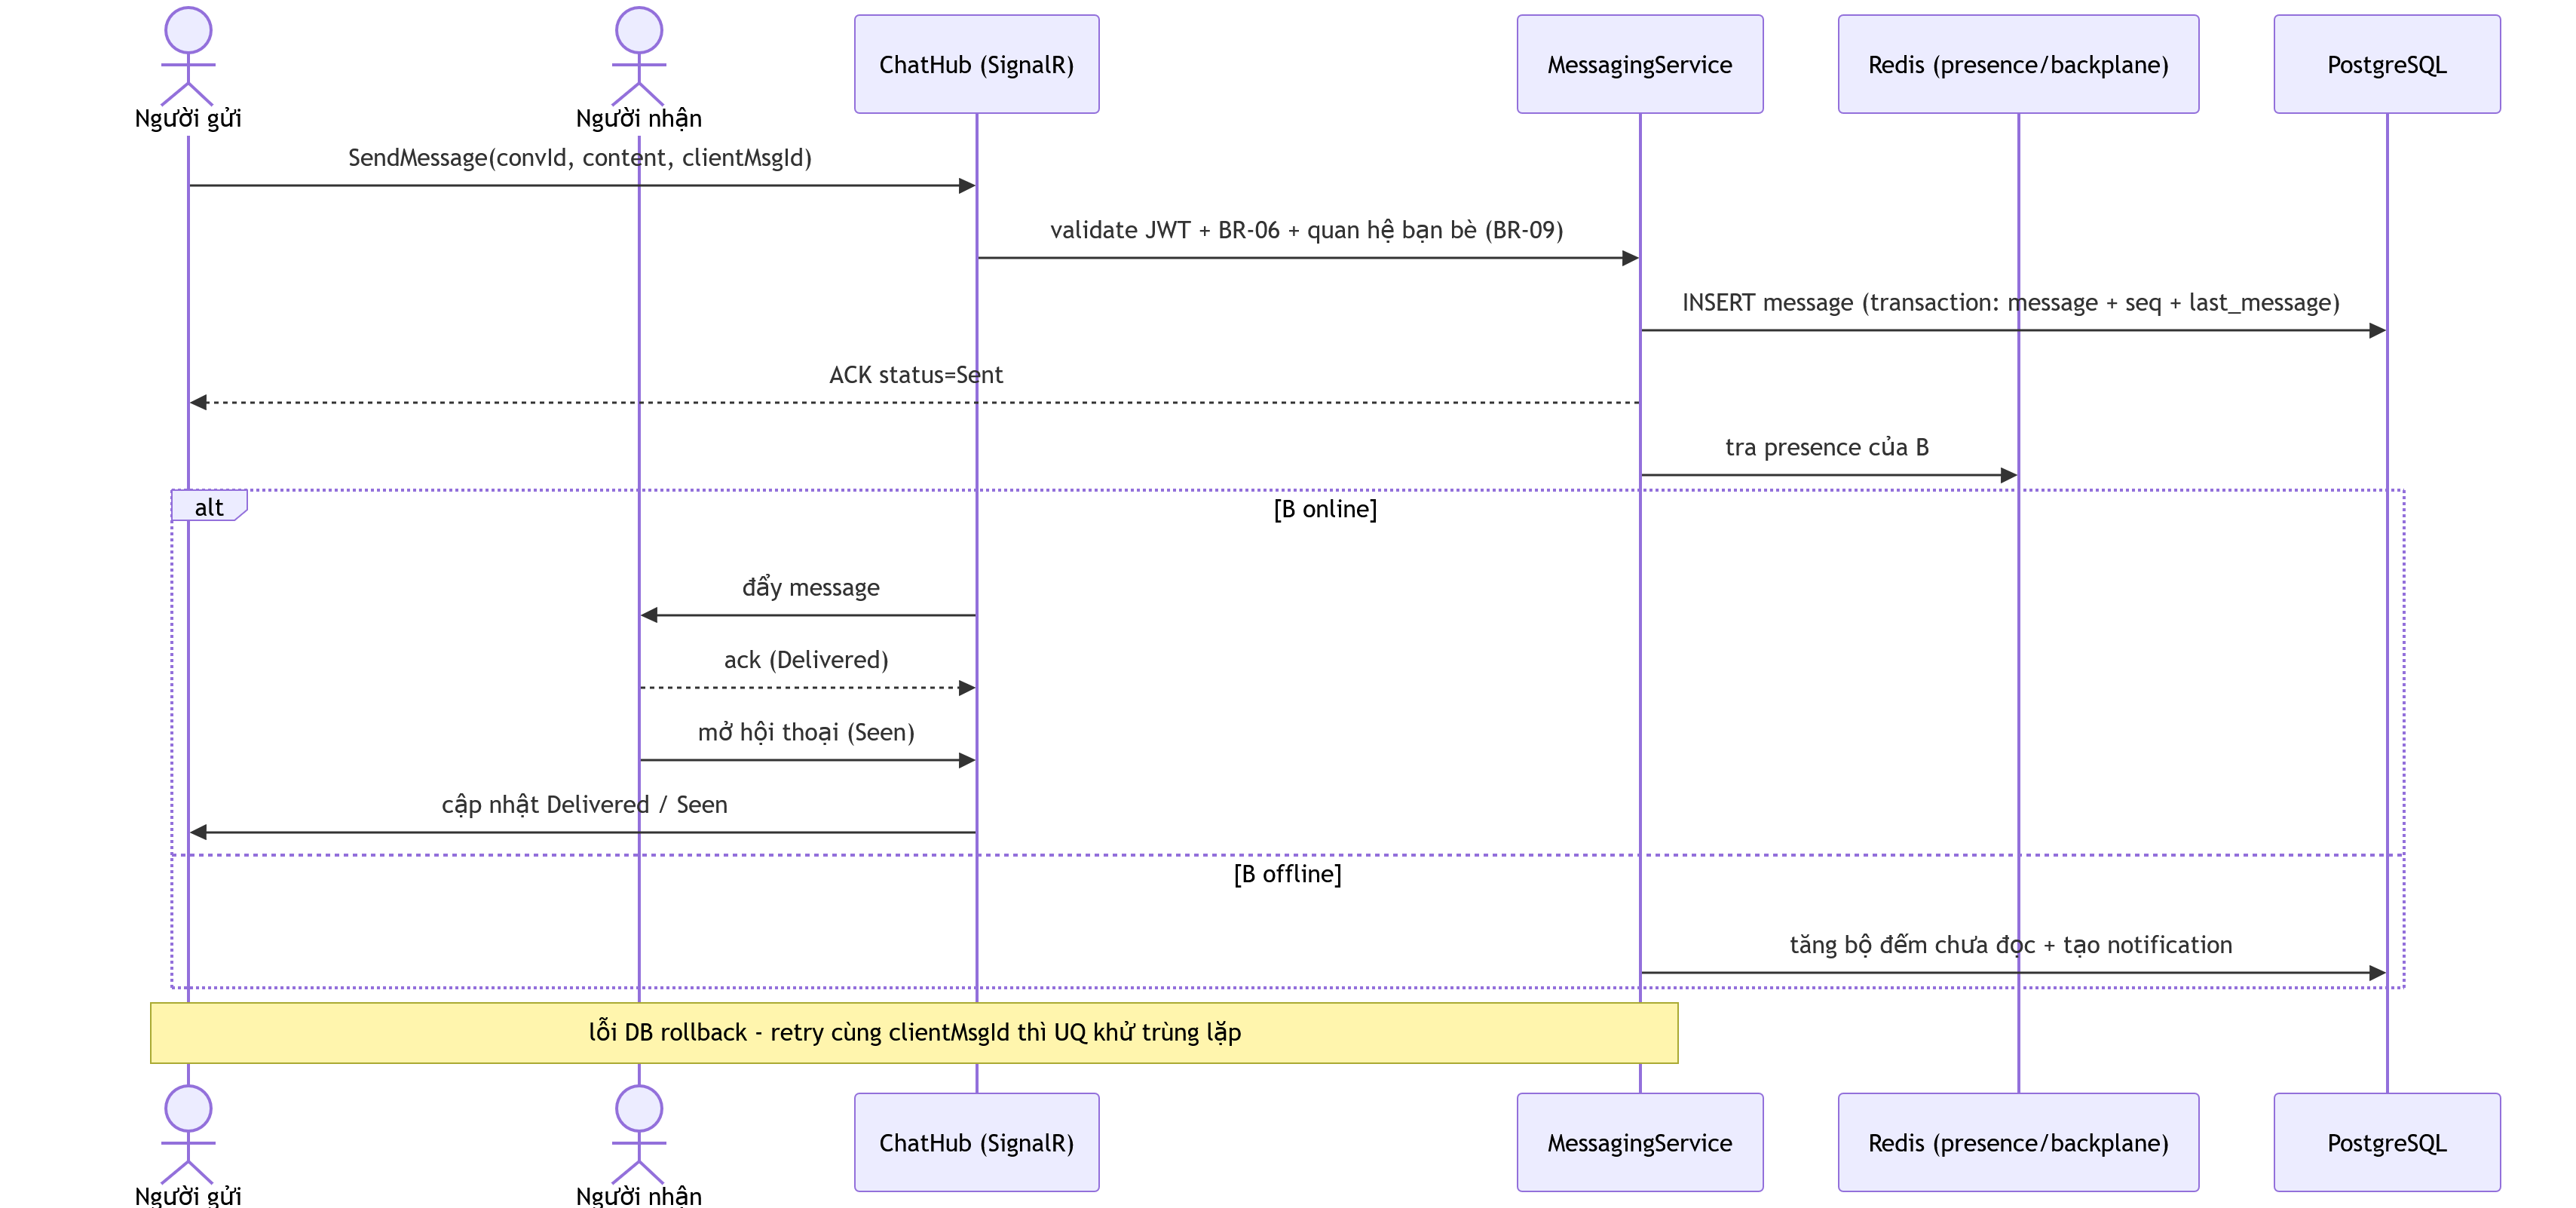 Người gửi
Người nhận
ChatHub (SignalR)
MessagingService
Redis (presence/backplane)
PostgreSQL
SendMessage(convId, content, clientMsgId)
validate JWT + BR-06 + quan hệ bạn bè (BR-09)
INSERT message (transaction: message + seq + last_message)
ACK status=Sent
tra presence của B
alt
[B online]
đẩy message
ack (Delivered)
mở hội thoại (Seen)
cập nhật Delivered / Seen
[B offline]
tăng bộ đếm chưa đọc + tạo notification
lỗi DB rollback - retry cùng clientMsgId thì UQ khử trùng lặp
Người gửi
Người nhận
ChatHub (SignalR)
MessagingService
Redis (presence/backplane)
PostgreSQL